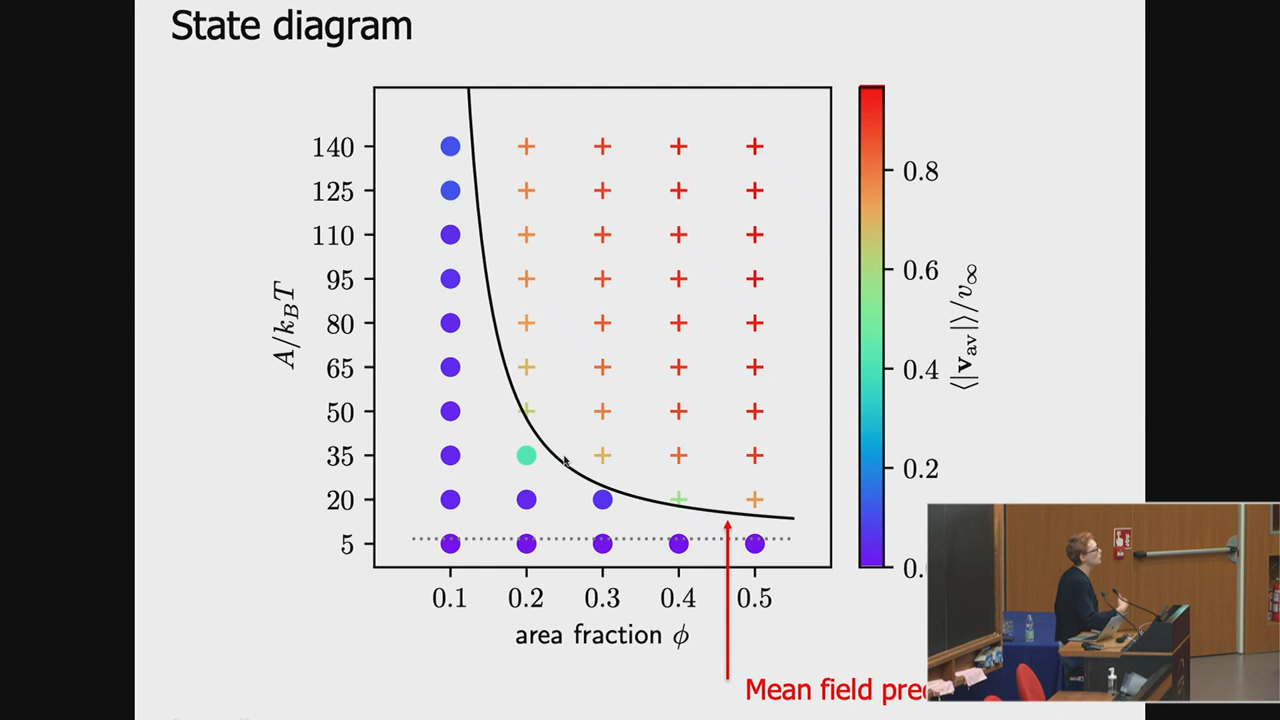 State diagram
140
125
110
95
80
65
50
35
20
5
A/k_BT
0.1 0.2 0.3 0.4 0.5
area fraction ϕ
0.8
0.6
0.4
0.2
0.
⟨|v_av|⟩/v_∞
Mean field